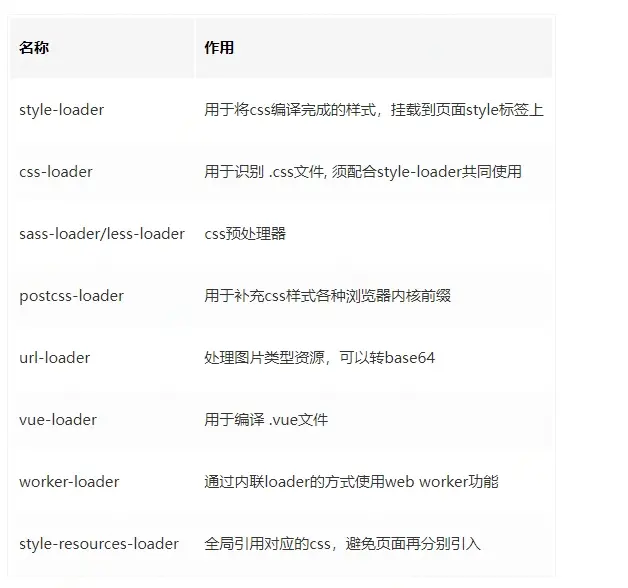 名称 作用
style-loader 用于将css编译完成的样式，挂载到页面style标签上
css-loader 用于识别 .css文件, 须配合style-loader共同使用
sass-loader/less-loader css预处理器
postcss-loader 用于补充css样式各种浏览器内核前缀
url-loader 处理图片类型资源，可以转base64
vue-loader 用于编译 .vue文件
worker-loader 通过内联loader的方式使用web worker功能
style-resources-loader 全局引用对应的css，避免页面再分别引入